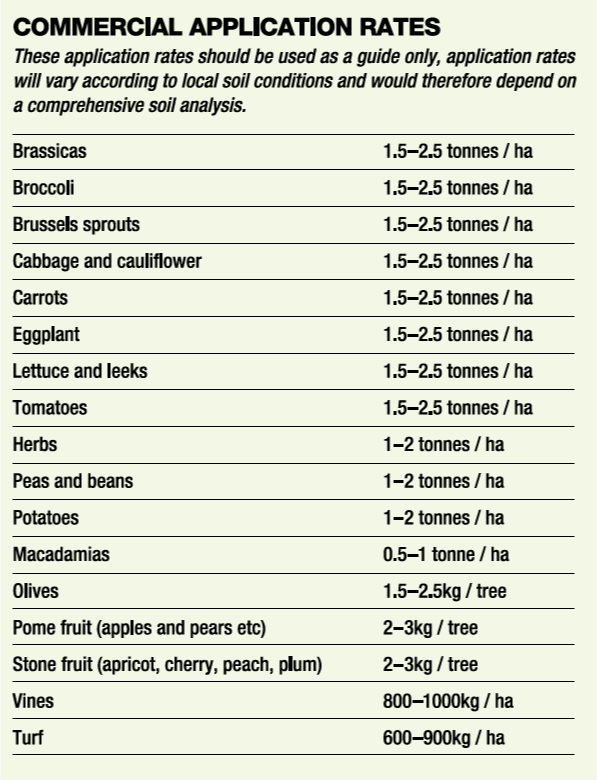 COMMERCIAL APPLICATION RATES
These application rates should be used as a guide only, application rates
will vary according to local soil conditions and would therefore depend on
a comprehensive soil analysis.
Brassicas 1.5–2.5 tonnes / ha
Broccoli 1.5–2.5 tonnes / ha
Brussels sprouts 1.5–2.5 tonnes / ha
Cabbage and cauliflower 1.5–2.5 tonnes / ha
Carrots 1.5–2.5 tonnes / ha
Eggplant 1.5–2.5 tonnes / ha
Lettuce and leeks 1.5–2.5 tonnes / ha
Tomatoes 1.5–2.5 tonnes / ha
Herbs 1–2 tonnes / ha
Peas and beans 1–2 tonnes / ha
Potatoes 1–2 tonnes / ha
Macadamias 0.5–1 tonne / ha
Olives 1.5–2.5kg / tree
Pome fruit (apples and pears etc) 2–3kg / tree
Stone fruit (apricot, cherry, peach, plum) 2–3kg / tree
Vines 800–1000kg / ha
Turf 600–900kg / ha